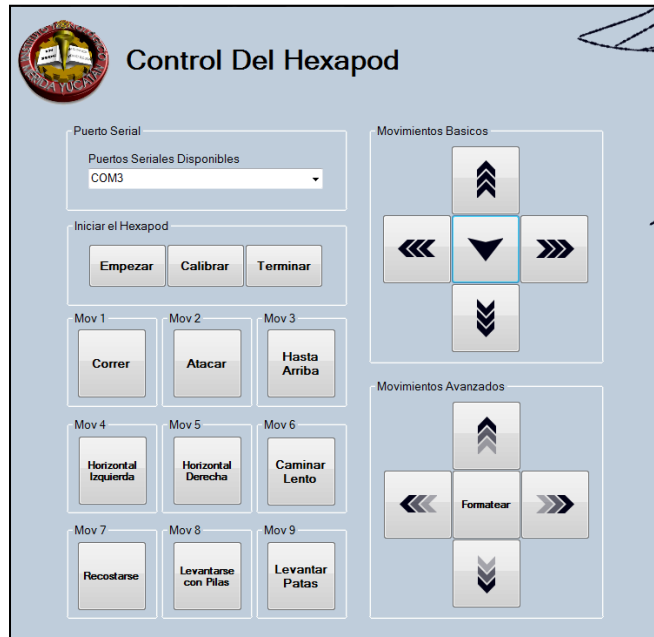 Control Del Hexapod
MERIDA YUCATAN
Puerto Serial
Puertos Seriales Disponibles
COM3
Iniciar el Hexapod
Empezar
Calibrar
Terminar
Mov 1
Correr
Mov 2
Atacar
Mov 3
Hasta
Arriba
Mov 4
Horizontal
Izquierda
Mov 5
Horizontal
Derecha
Mov 6
Caminar
Lento
Mov 7
Recostarse
Mov 8
Levantarse
con Pilas
Mov 9
Levantar
Patas
Movimientos Basicos
Movimientos Avanzados
Formatear